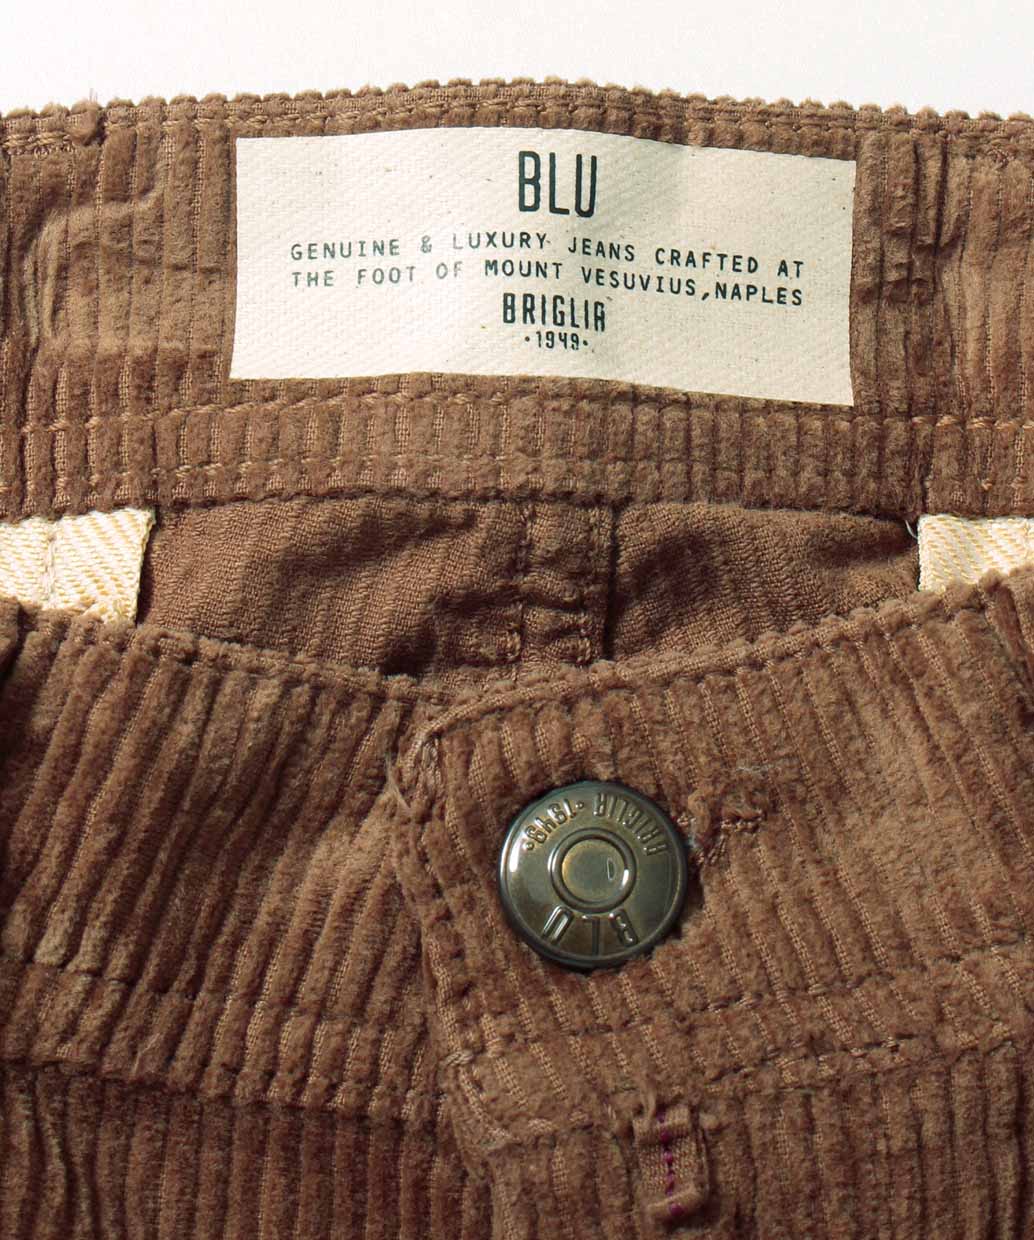 BLU
GENUINE & LUXURY JEANS CRAFTED AT
THE FOOT OF MOUNT VESUVIUS,NAPLES
BRIGLIA
·1949·
BRIGLIA ·1949·
BLU